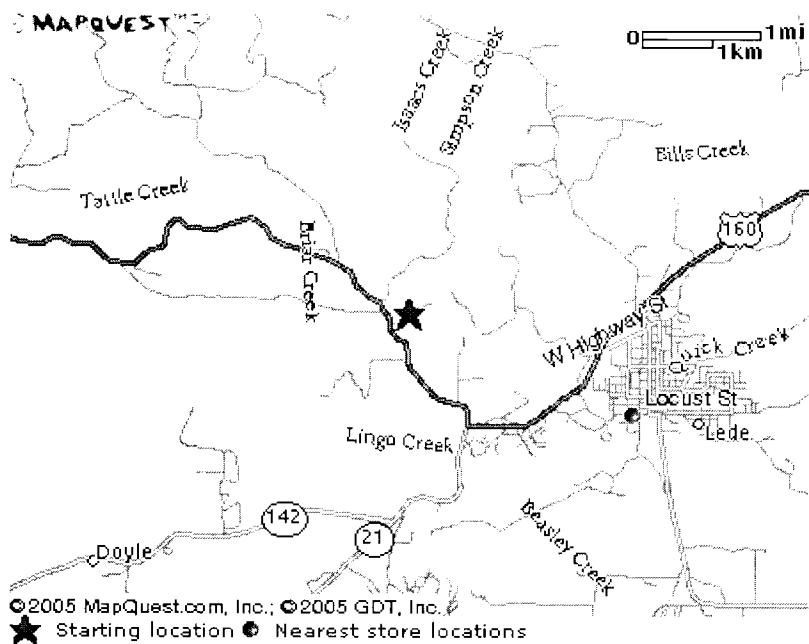 MAPQUEST
0 1mi
1km
Isaacs Creek
Simpson Creek
Bills Creek
Tattle Creek
Briar Creek
160
W Highway St
Quick Creek
Locust St
Lede
Lingo Creek
Beasley Creek
142
21
Doyle
©2005 MapQuest.com, Inc.; ©2005 GDT, Inc.
Starting location Nearest store locations